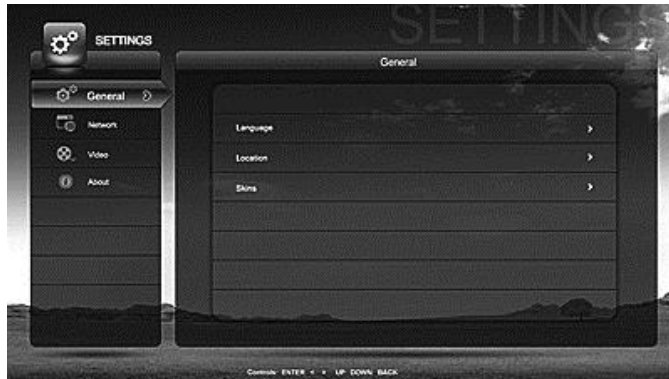 SETTINGS
SETTINGS
General
General
Network
Video
About
Language
Location
Skins
Controls: ENTER < > UP DOWN BACK